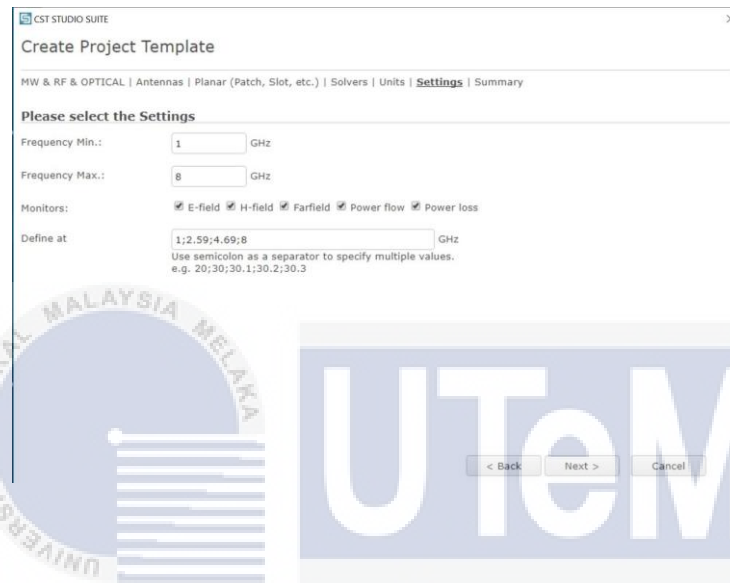 CST STUDIO SUITE
Create Project Template
MW & RF & OPTICAL | Antennas | Planar (Patch, Slot, etc.) | Solvers | Units | Settings | Summary
Please select the Settings
Frequency Min.: 1 GHz
Frequency Max.: 8 GHz
Monitors: E-field H-field Farfield Power flow Power loss
Define at 1;2.59;4.69;8 GHz
Use semicolon as a separator to specify multiple values.
e.g. 20;30;30.1;30.2;30.3
MALAYSIA MELAKA
UTeM
< Back Next > Cancel